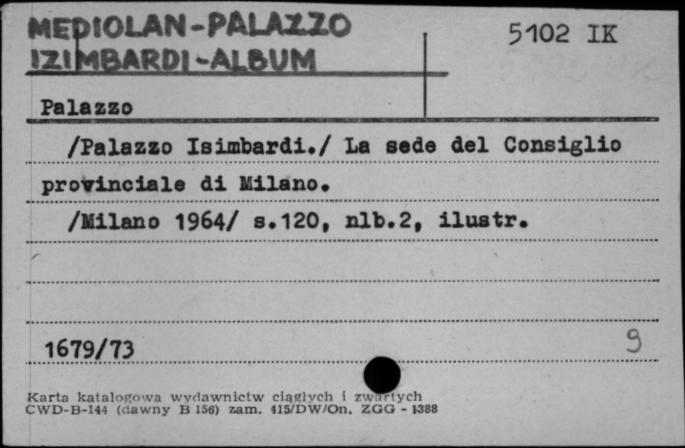 MEDIOLAN-PALAZZO
IZIMBARDI-ALBUM
5102 IK
Palazzo
/Palazzo Isimbardi./ La sede del Consiglio
provinciale di Milano.
/Milano 1964/ s.120, nlb.2, ilustr.
1679/73
9
Karta katalogowa wydawnictw ciągłych i zwartych
CWD-B-144 (dawny B 156) zam. 415/DW/On. ZGG - 1388